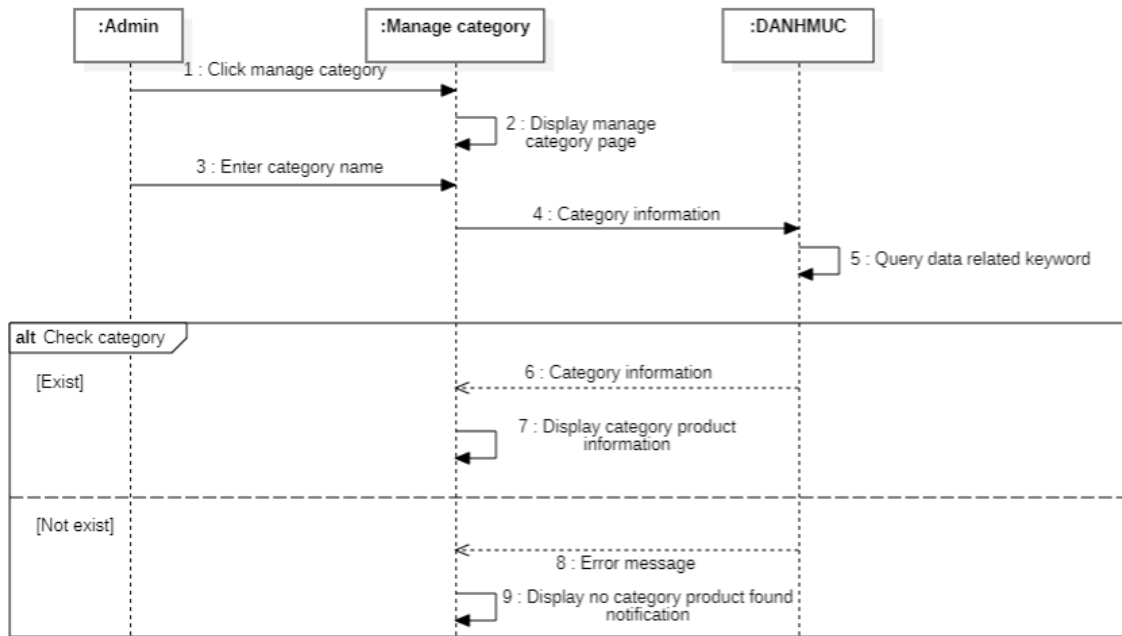 :Admin
:Manage category
:DANHMUC
1 : Click manage category
2 : Display manage
category page
3 : Enter category name
4 : Category information
5 : Query data related keyword
alt Check category
[Exist]
6 : Category information
7 : Display category product
information
[Not exist]
8 : Error message
9 : Display no category product found
notification